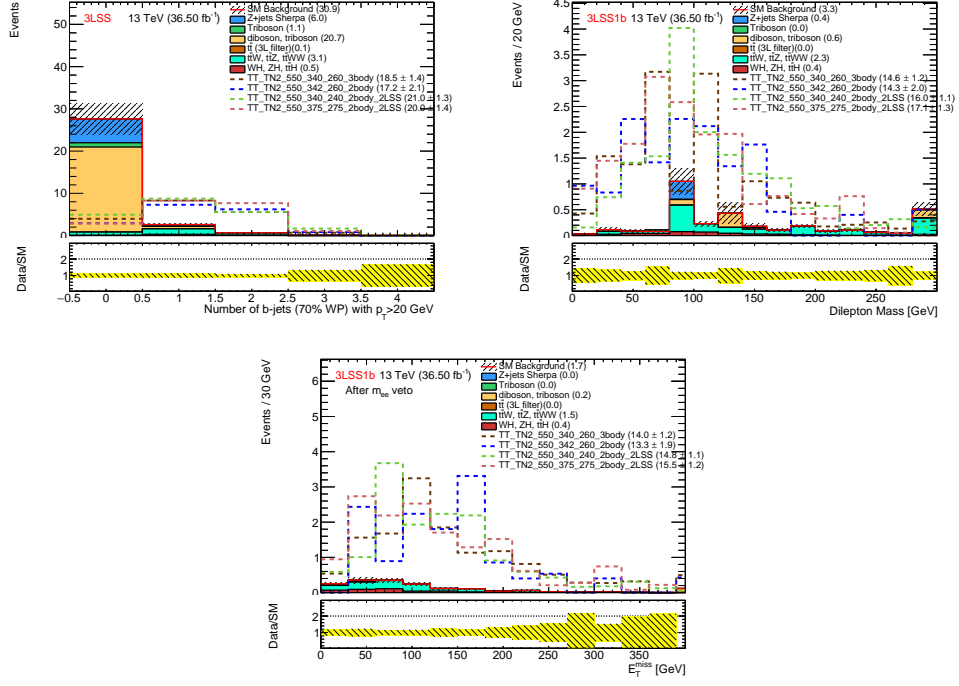 Events
3LSS 13 TeV (36.50 fb-1)
SM Background (30.9)
Z+jets Sherpa (6.0)
Triboson (1.1)
diboson, triboson (20.7)
tt̄ (3L filter)(0.1)
ttW, ttZ, ttWW (3.1)
WH, ZH, ttH (0.5)
TT_TN2_550_340_260_3body (18.5 ± 1.4)
TT_TN2_550_342_260_2body (17.2 ± 2.1)
TT_TN2_550_340_240_2body_2LSS (21.0 ± 1.3)
TT_TN2_550_375_275_2body_2LSS (20.0 ± 1.4)
50
40
30
20
10
0
Data/SM
2
1
−0.5 0 0.5 1 1.5 2 2.5 3 3.5 4
Number of b-jets (70% WP) with p_T>20 GeV
Events / 20 GeV
3LSS1b 13 TeV (36.50 fb-1)
SM Background (3.3)
Z+jets Sherpa (0.4)
Triboson (0.0)
diboson, triboson (0.6)
tt̄ (3L filter)(0.0)
tt̄W, tt̄Z, ttWW (2.3)
WH, ZH, tt̄H (0.4)
TT_TN2_550_340_260_3body (14.6 ± 1.2)
TT_TN2_550_342_260_2body (14.3 ± 2.0)
TT_TN2_550_340_240_2body_2LSS (16.0 ± 1.1)
TT_TN2_550_375_275_2body_2LSS (17.1 ± 1.3)
4.5
4
3.5
3
2.5
2
1.5
1
0.5
0
Data/SM
2
1
0 50 100 150 200 250
Dilepton Mass [GeV]
Events / 30 GeV
3LSS1b 13 TeV (36.50 fb-1)
After m_ee veto
SM Background (1.7)
Z+jets Sherpa (0.0)
Triboson (0.0)
diboson, triboson (0.2)
tt̄ (3L filter)(0.0)
ttW, ttZ, ttWW (1.5)
WH, ZH, ttH (0.4)
TT_TN2_550_340_260_3body (14.0 ± 1.2)
TT_TN2_550_342_260_2body (13.3 ± 1.9)
TT_TN2_550_340_240_2body_2LSS (14.8 ± 1.1)
TT_TN2_550_375_275_2body_2LSS (15.5 ± 1.2)
6
5
4
3
2
1
0
Data/SM
2
1
0 50 100 150 200 250 300 350
E_T^miss [GeV]